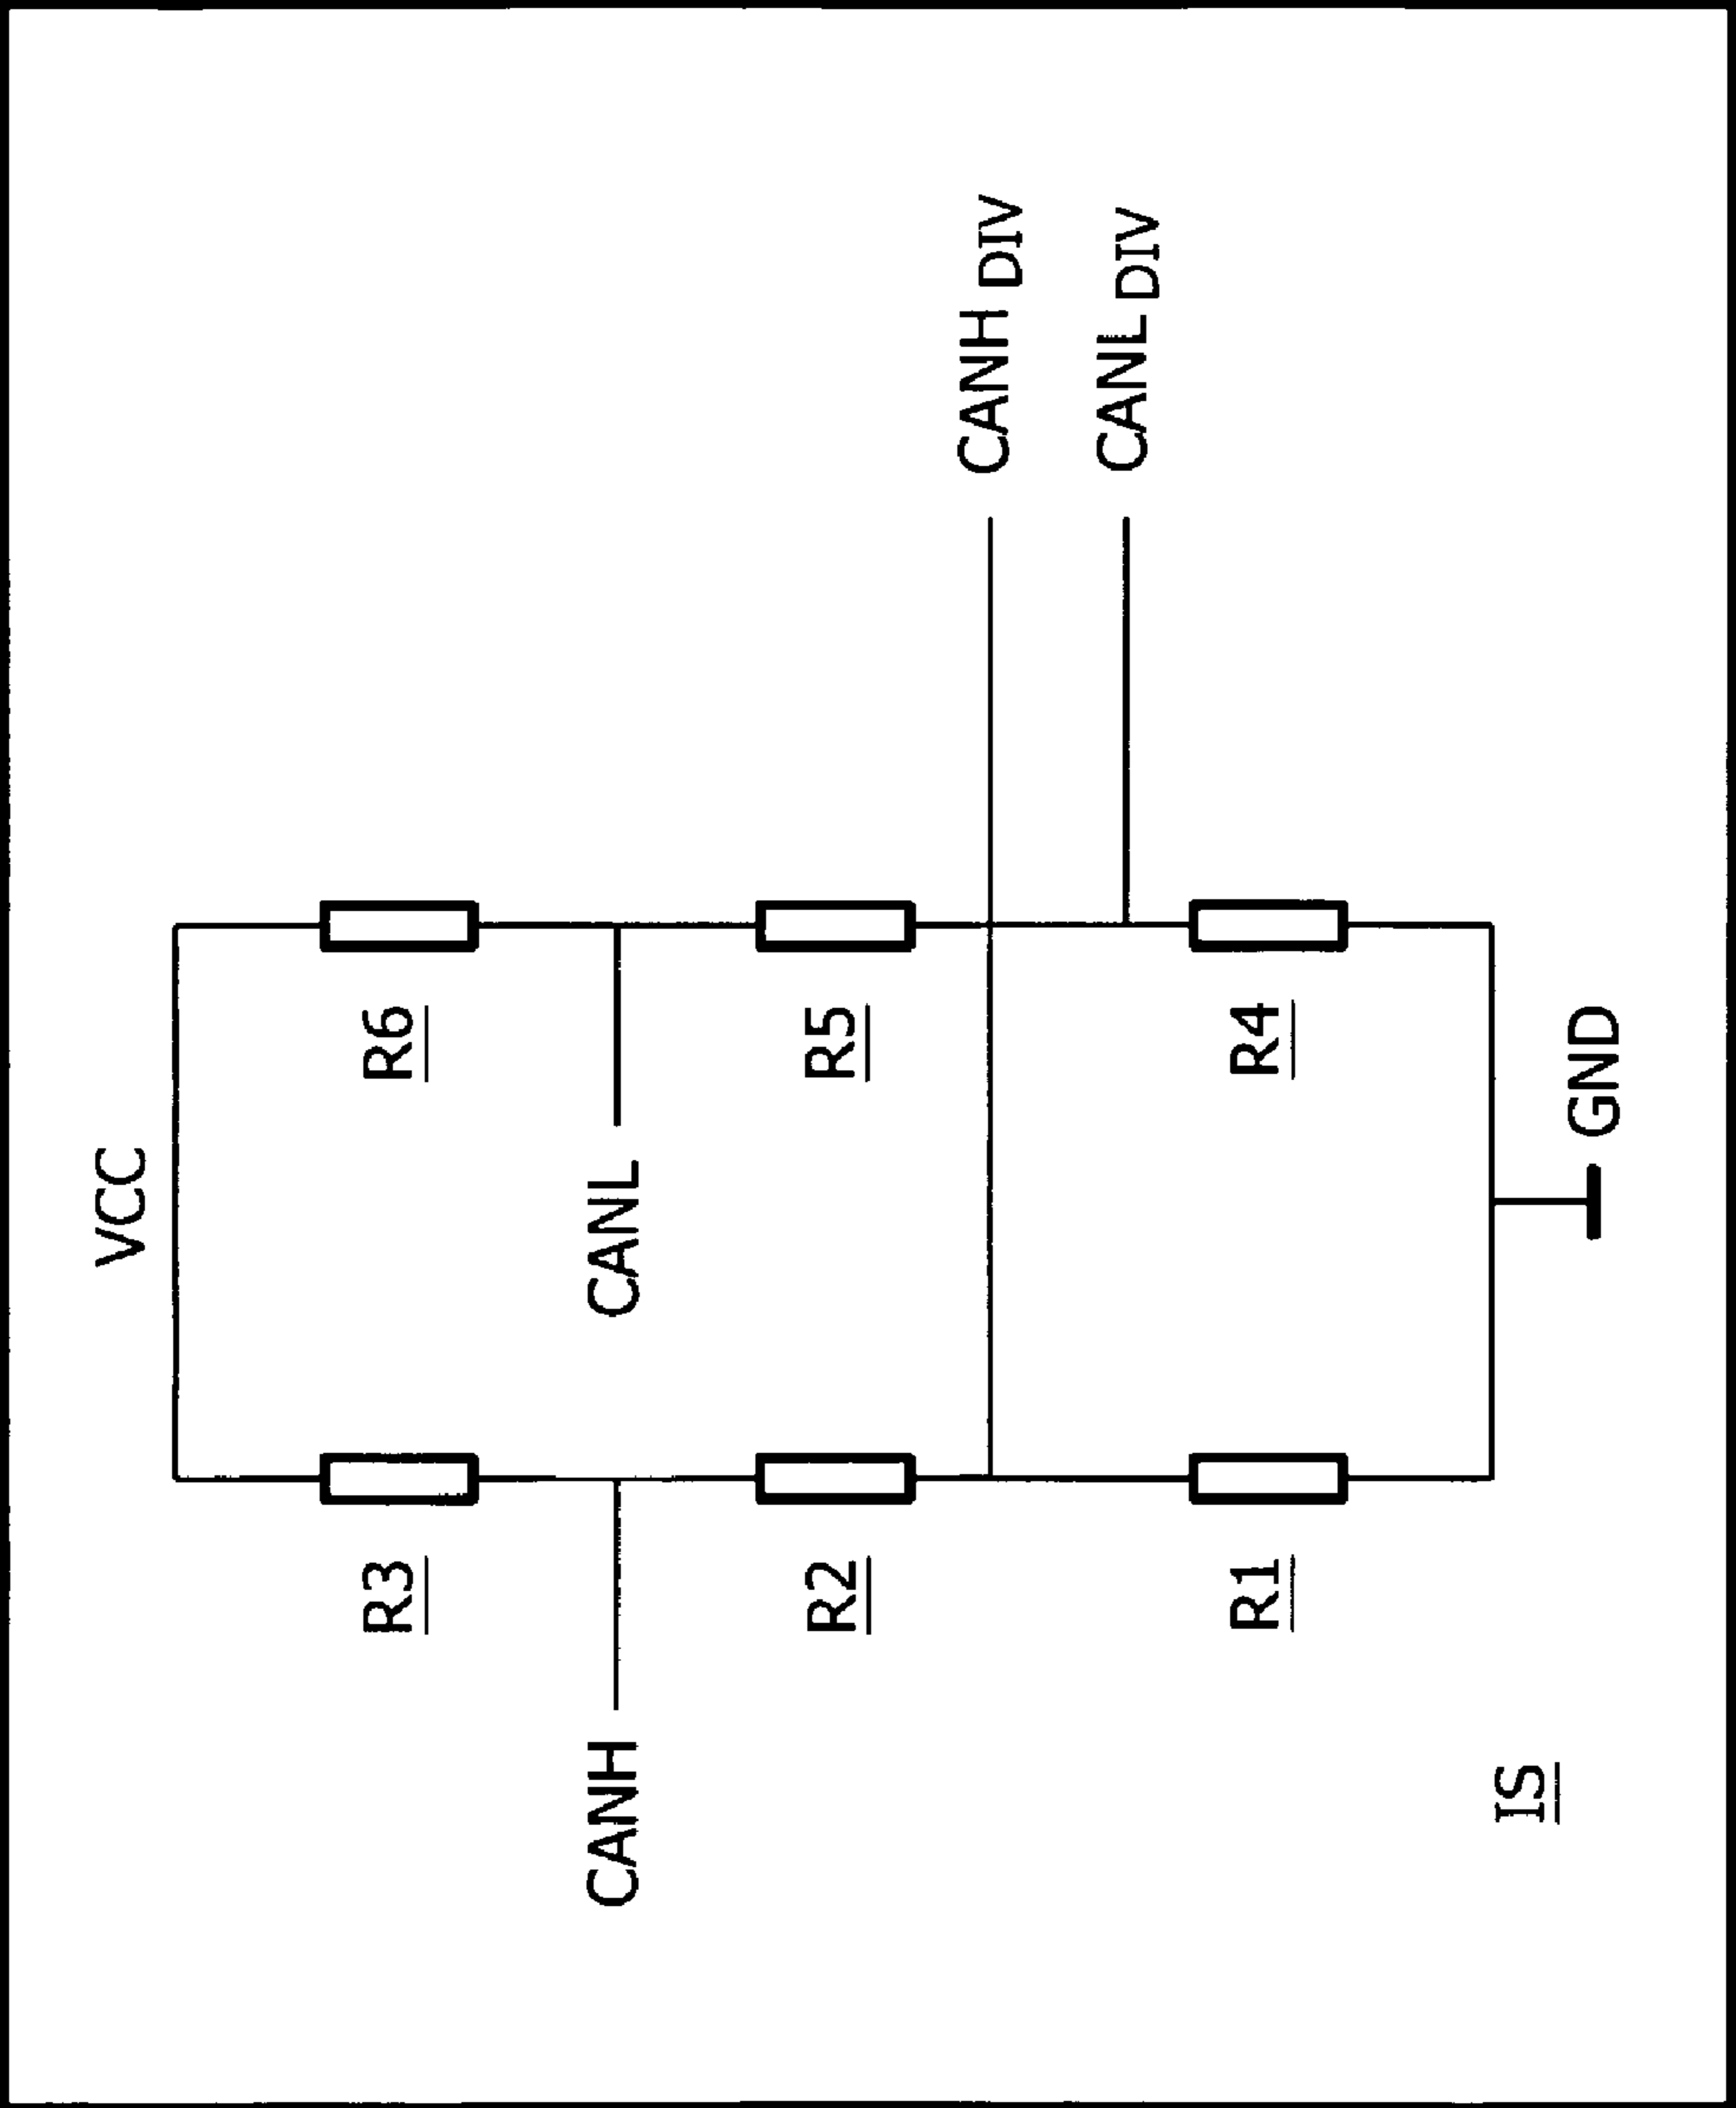 VCC
R3
R6
CANH
CANL
R2
R5
CANH DIV
CANL DIV
R1
R4
IS
GND